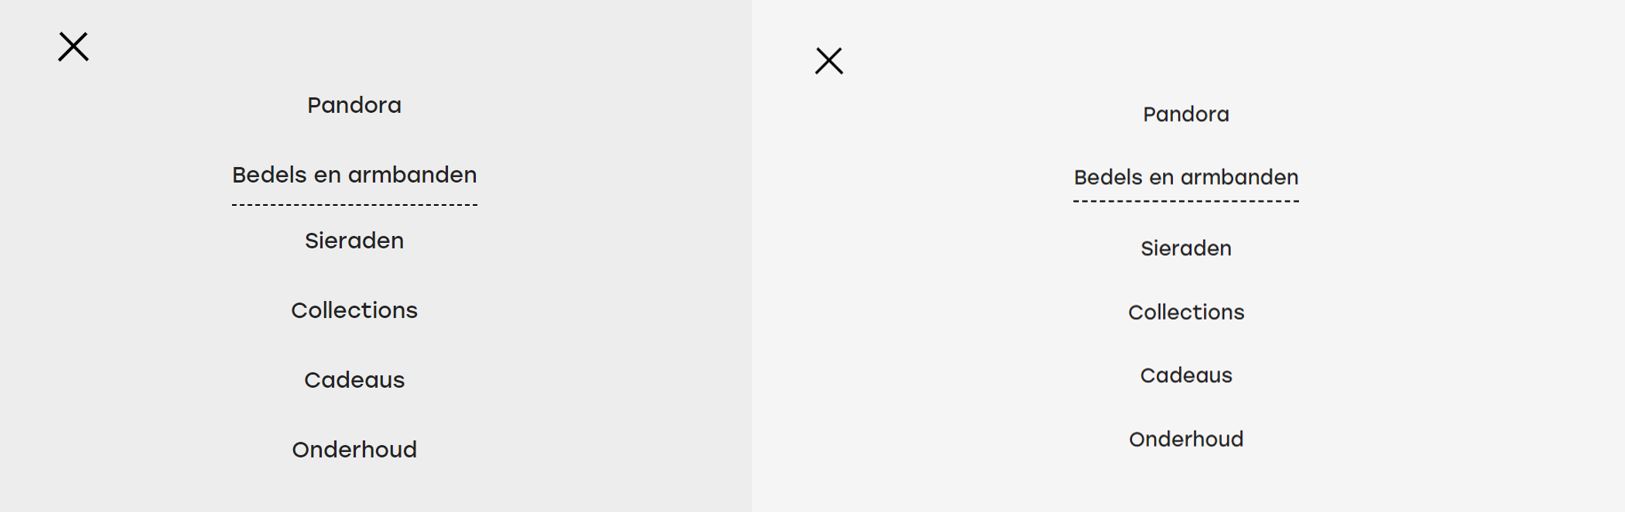 Pandora
Bedels en armbanden
Sieraden
Collections
Cadeaus
Onderhoud
Pandora
Bedels en armbanden
Sieraden
Collections
Cadeaus
Onderhoud